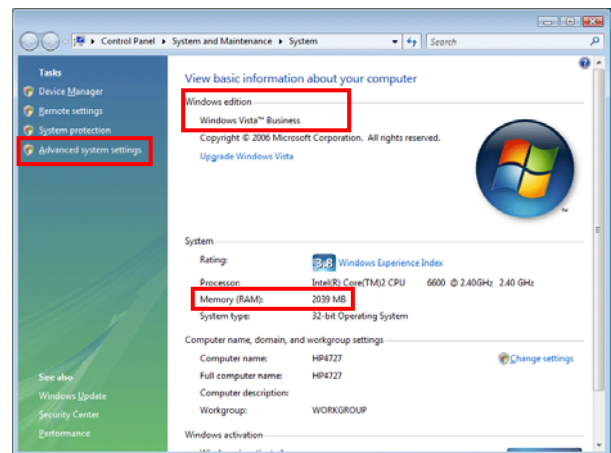 Control Panel ▸ System and Maintenance ▸ System
Search
Tasks
Device Manager
Remote settings
System protection
Advanced system settings
See also
Windows Update
Security Center
Performance
View basic information about your computer
Windows edition
Windows Vista™ Business
Copyright © 2006 Microsoft Corporation. All rights reserved.
Upgrade Windows Vista
System
Rating: 3,8 Windows Experience Index
Processor: Intel(R) Core(TM)2 CPU 6600 @ 2.40GHz 2.40 GHz
Memory (RAM): 2039 MB
System type: 32-bit Operating System
Computer name, domain, and workgroup settings
Computer name: HP4727
Change settings
Full computer name: HP4727
Computer description:
Workgroup: WORKGROUP
Windows activation